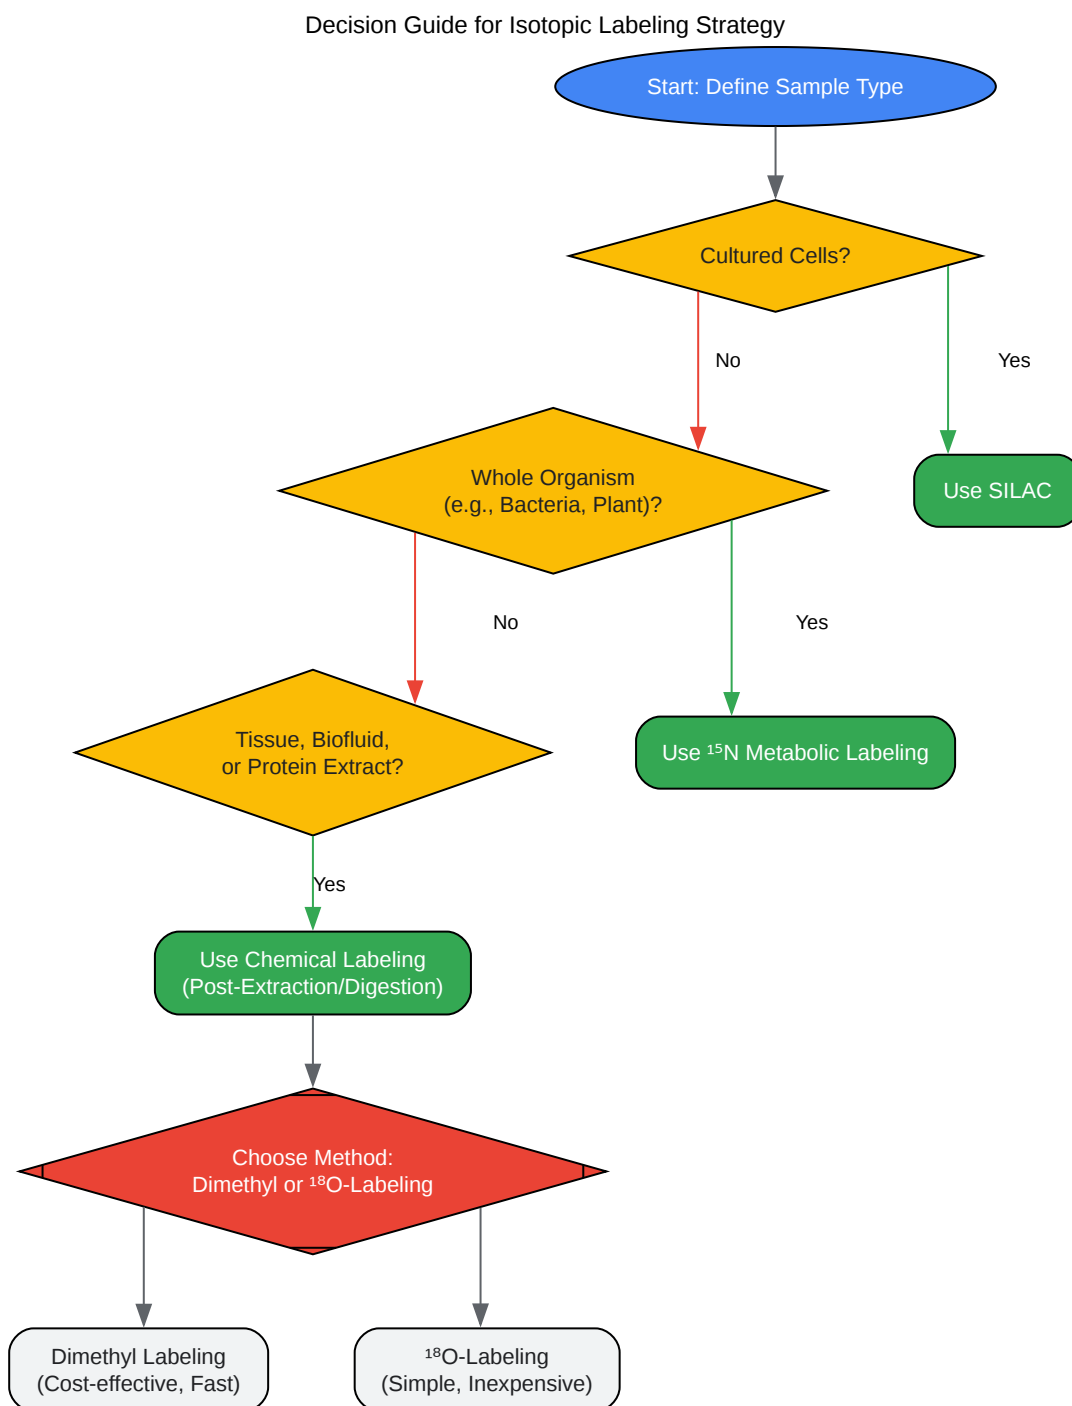 Decision Guide for Isotopic Labeling Strategy
Start: Define Sample Type
Cultured Cells?
No
Yes
Whole Organism
(e.g., Bacteria, Plant)?
Use SILAC
No
Yes
Tissue, Biofluid,
or Protein Extract?
Use ¹⁵N Metabolic Labeling
Yes
Use Chemical Labeling
(Post-Extraction/Digestion)
Choose Method:
Dimethyl or ¹⁸O-Labeling
Dimethyl Labeling
(Cost-effective, Fast)
¹⁸O-Labeling
(Simple, Inexpensive)